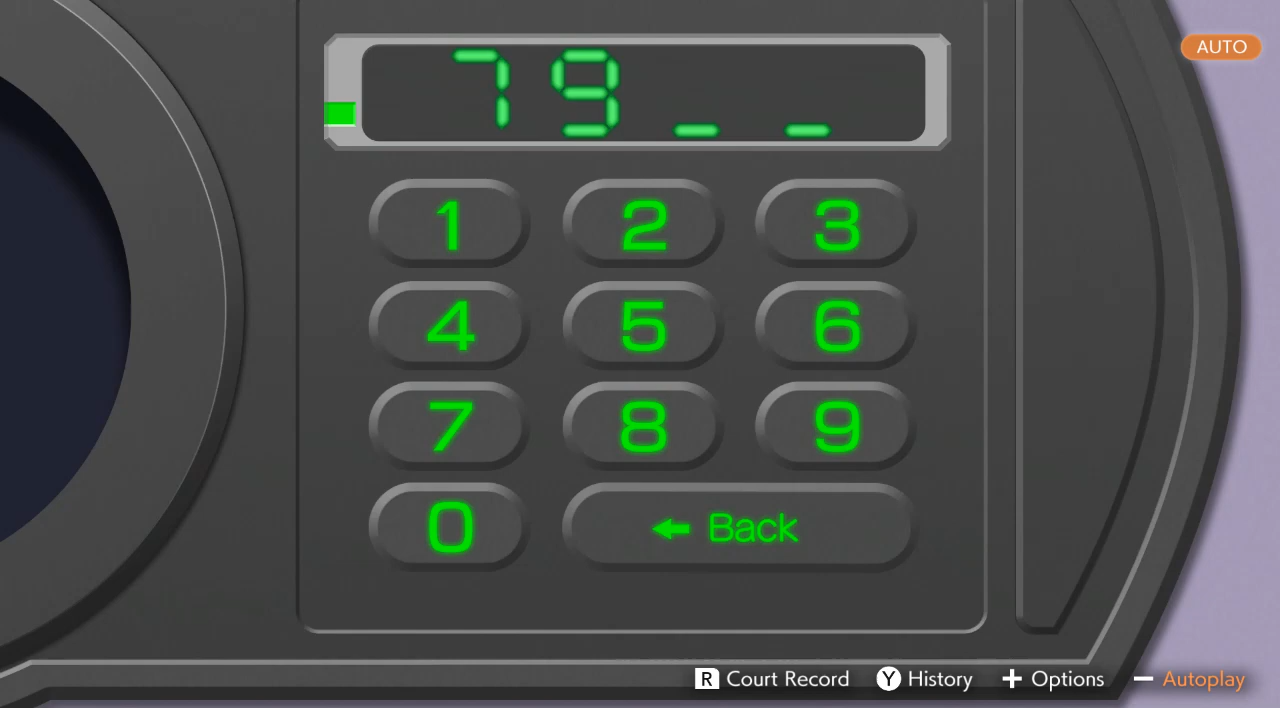 AUTO
79_ _
1 2 3
4 5 6
7 8 9
0 ← Back
R Court Record Y History + Options − Autoplay